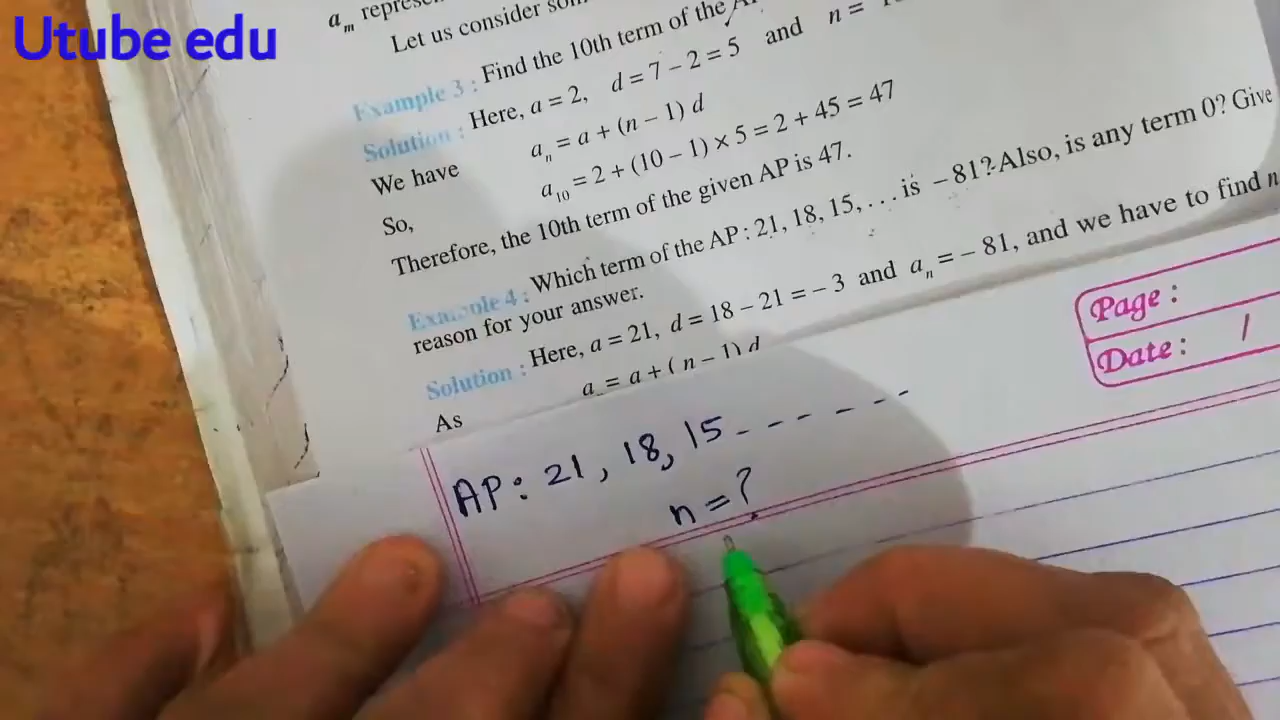 Utube edu
a_m
Let us consider
Example 3 : Find the 10th term of the
Solution : Here, a = 2, d = 7 – 2 = 5 and n =
We have a_n = a + (n – 1) d
So, a_10 = 2 + (10 – 1) × 5 = 2 + 45 = 47
Therefore, the 10th term of the given AP is 47.
Example 4 : Which term of the AP : 21, 18, 15, . . . is – 81? Also, is any term 0? Give
reason for your answer.
Solution : Here, a = 21, d = 18 – 21 = – 3 and a_n = – 81, and we have to find n
As a = a + ( n – 1) d
Page :
Date : /
AP : 21, 18, 15 - - - - - -
n = ?